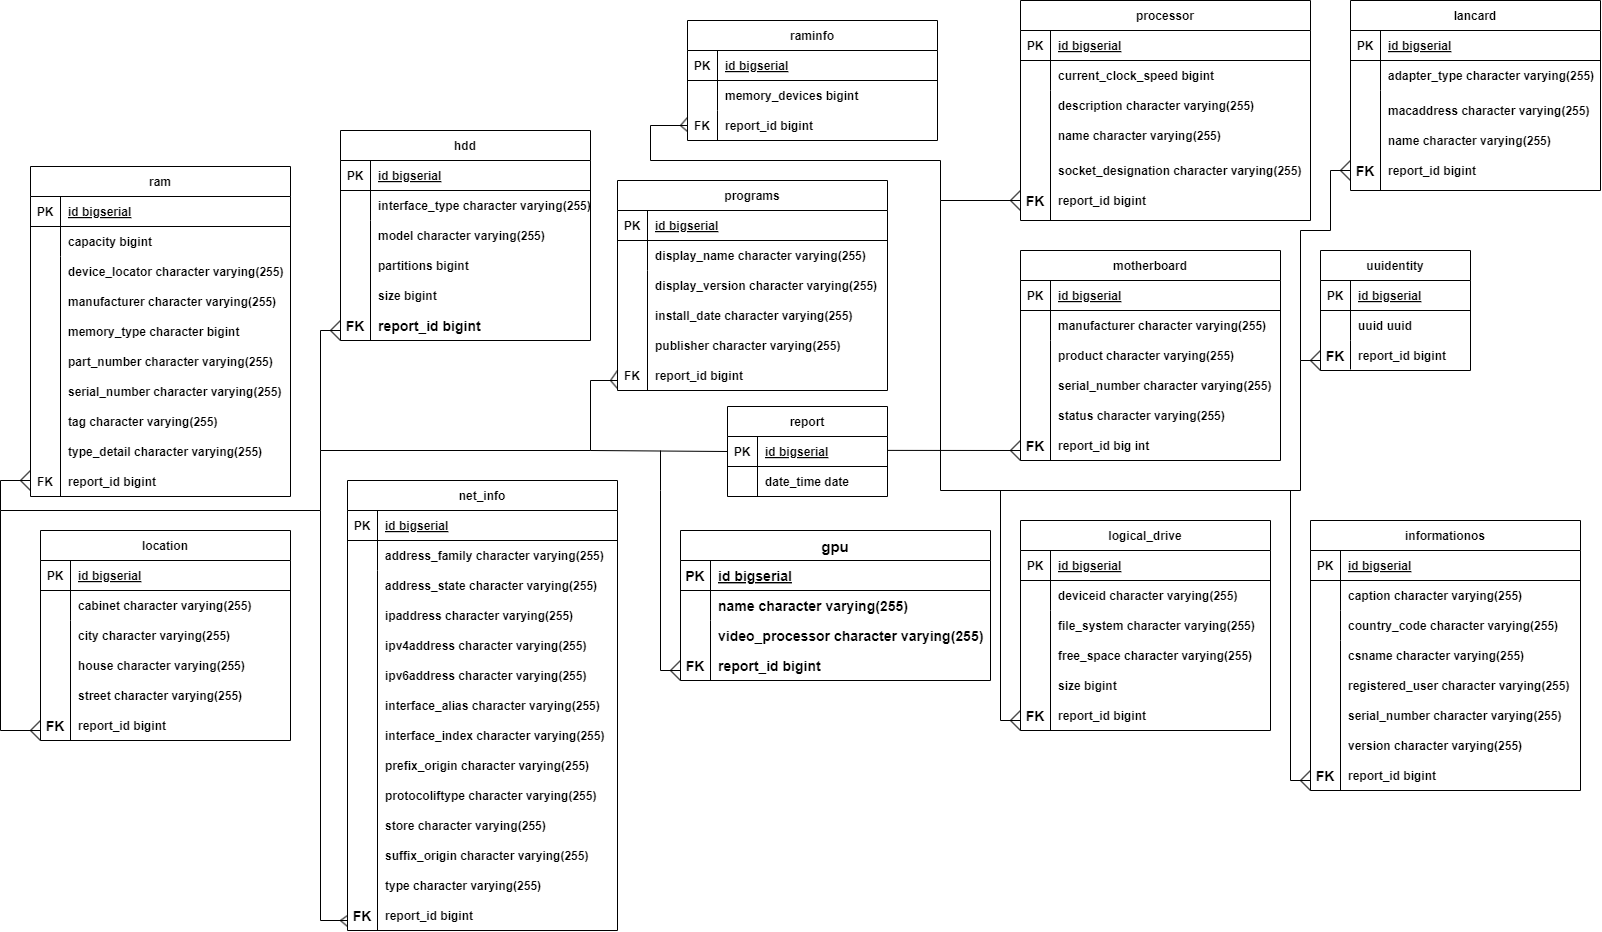 raminfo
PK id bigserial
memory_devices bigint
FK report_id bigint
processor
PK id bigserial
current_clock_speed bigint
description character varying(255)
name character varying(255)
socket_designation character varying(255)
FK report_id bigint
lancard
PK id bigserial
adapter_type character varying(255)
macaddress character varying(255)
name character varying(255)
FK report_id bigint
hdd
PK id bigserial
interface_type character varying(255)
model character varying(255)
partitions bigint
size bigint
FK report_id bigint
ram
PK id bigserial
capacity bigint
device_locator character varying(255)
manufacturer character varying(255)
memory_type character bigint
part_number character varying(255)
serial_number character varying(255)
tag character varying(255)
type_detail character varying(255)
FK report_id bigint
programs
PK id bigserial
display_name character varying(255)
display_version character varying(255)
install_date character varying(255)
publisher character varying(255)
FK report_id bigint
motherboard
PK id bigserial
manufacturer character varying(255)
product character varying(255)
serial_number character varying(255)
status character varying(255)
FK report_id big int
uuidentity
PK id bigserial
uuid uuid
FK report_id bigint
report
PK id bigserial
date_time date
net_info
PK id bigserial
address_family character varying(255)
address_state character varying(255)
ipaddress character varying(255)
ipv4address character varying(255)
ipv6address character varying(255)
interface_alias character varying(255)
interface_index character varying(255)
prefix_origin character varying(255)
protocoliftype character varying(255)
store character varying(255)
suffix_origin character varying(255)
type character varying(255)
FK report_id bigint
location
PK id bigserial
cabinet character varying(255)
city character varying(255)
house character varying(255)
street character varying(255)
FK report_id bigint
gpu
PK id bigserial
name character varying(255)
video_processor character varying(255)
FK report_id bigint
logical_drive
PK id bigserial
deviceid character varying(255)
file_system character varying(255)
free_space character varying(255)
size bigint
FK report_id bigint
informationos
PK id bigserial
caption character varying(255)
country_code character varying(255)
csname character varying(255)
registered_user character varying(255)
serial_number character varying(255)
version character varying(255)
FK report_id bigint